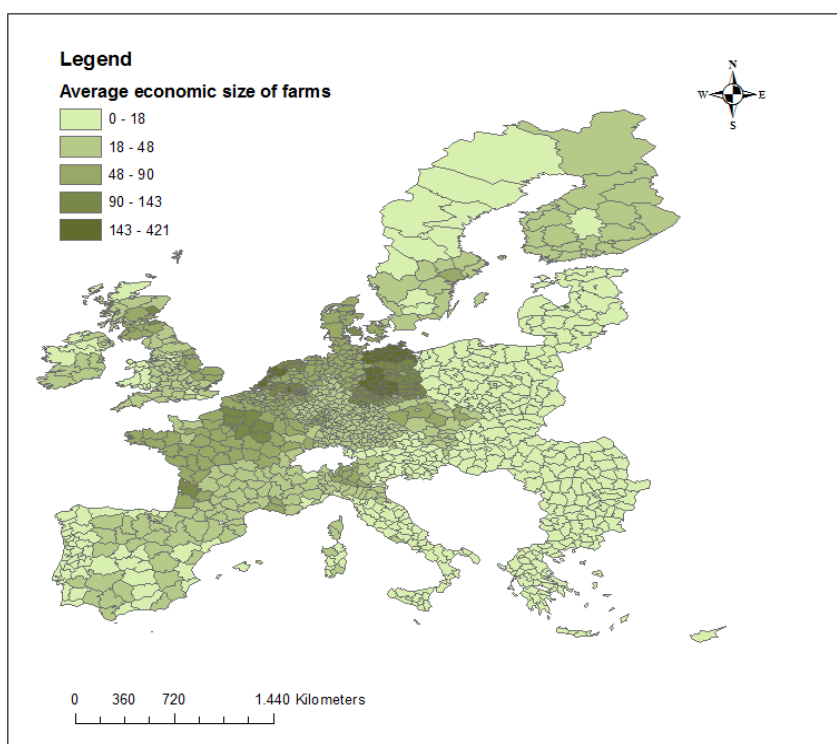 Legend
Average economic size of farms
0 - 18
18 - 48
48 - 90
90 - 143
143 - 421
N
W E
S
0 360 720 1.440 Kilometers